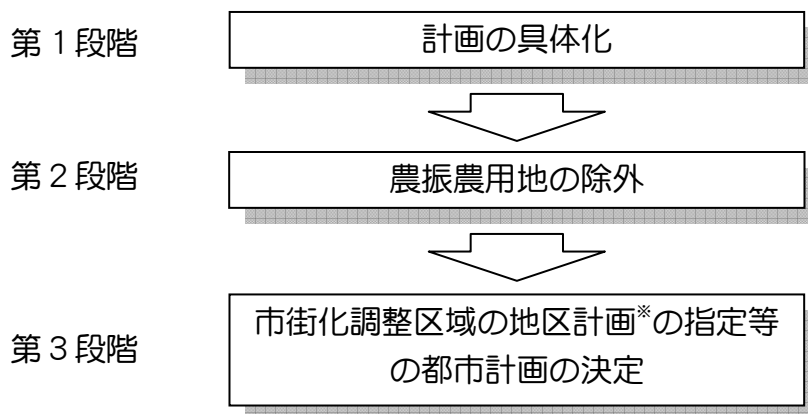 第1段階
計画の具体化
第2段階
農振農用地の除外
第3段階
市街化調整区域の地区計画※の指定等
の都市計画の決定